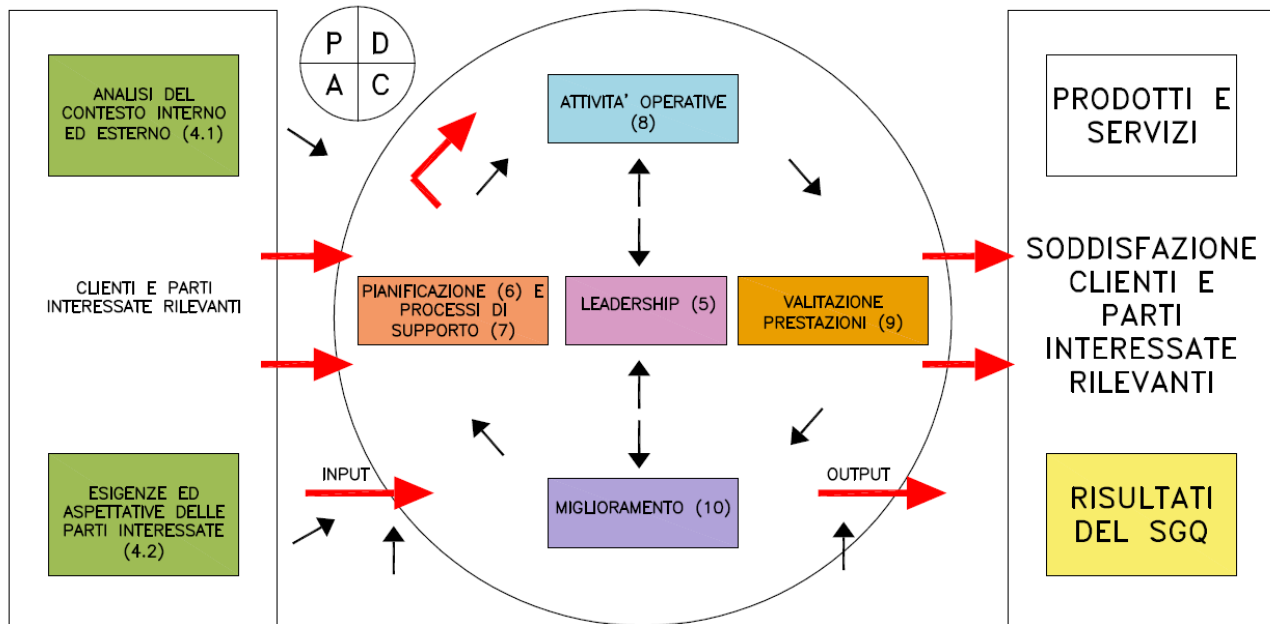 ANALISI DEL
CONTESTO INTERNO
ED ESTERNO (4.1)
CLIENTI E PARTI
INTERESSATE RILEVANTI
ESIGENZE ED
ASPETTATIVE DELLE
PARTI INTERESSATE
(4.2)
P D
A C
ATTIVITA' OPERATIVE
(8)
PIANIFICAZIONE (6) E
PROCESSI DI
SUPPORTO (7)
LEADERSHIP (5)
VALITAZIONE
PRESTAZIONI (9)
INPUT
MIGLIORAMENTO (10)
OUTPUT
PRODOTTI E
SERVIZI
SODDISFAZIONE
CLIENTI E
PARTI
INTERESSATE
RILEVANTI
RISULTATI
DEL SGQ